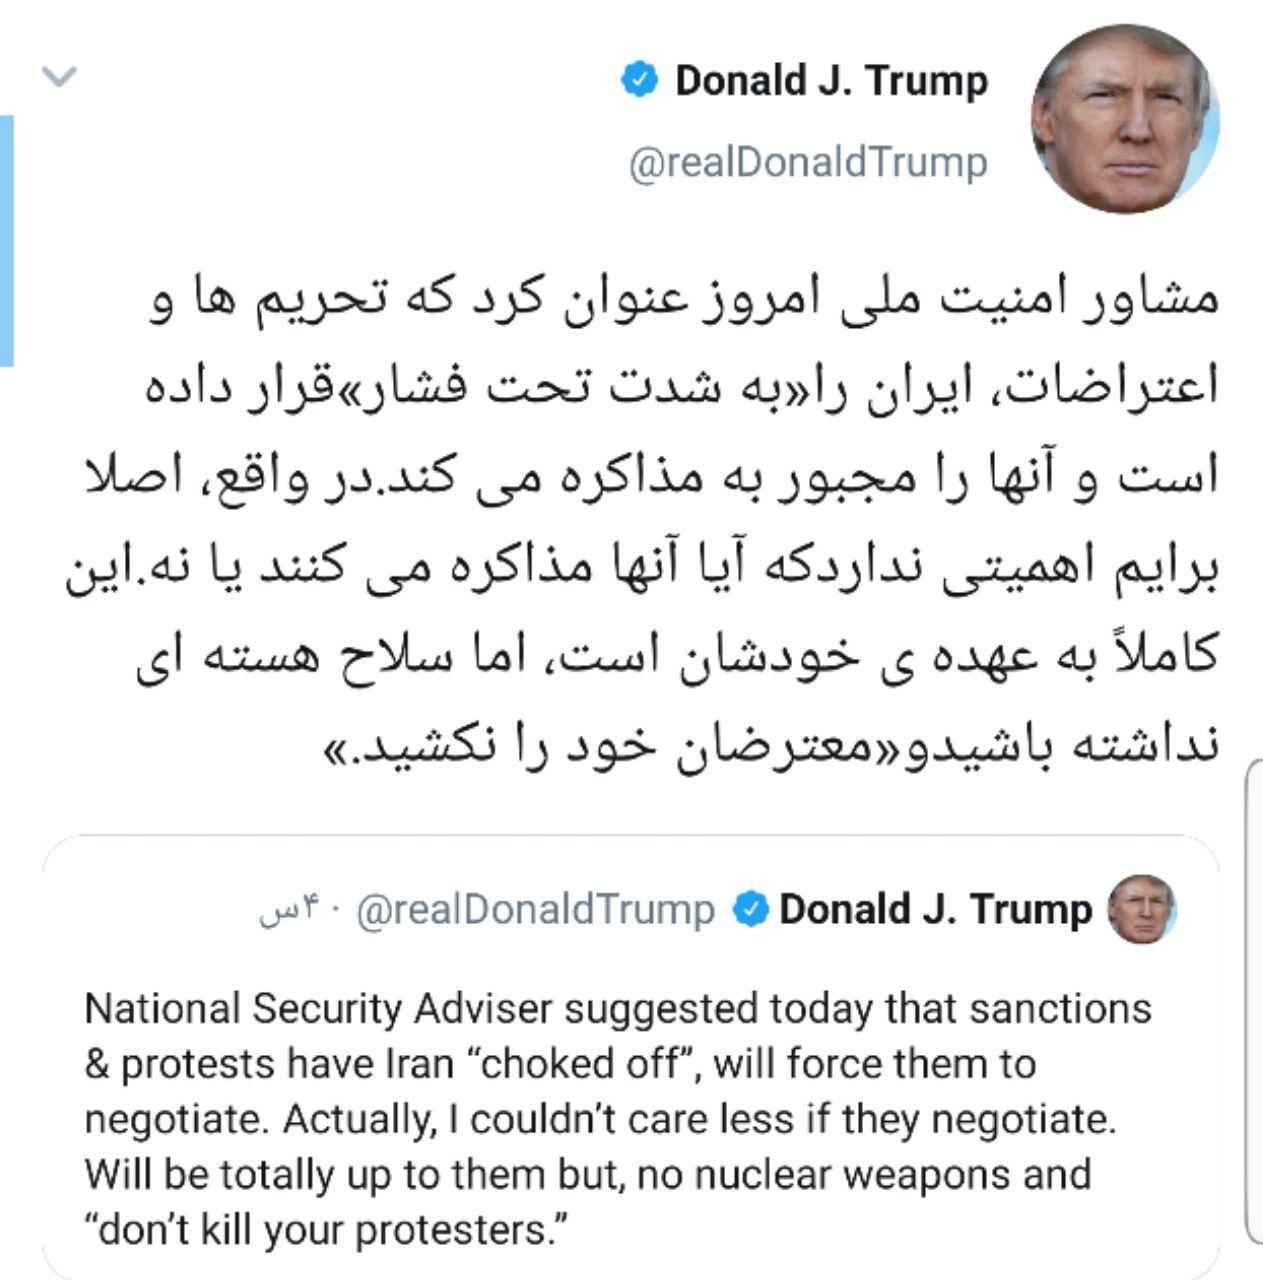 Donald J. Trump
@realDonaldTrump
مشاور امنیت ملی امروز عنوان کرد که تحریم ها و
اعتراضات، ایران را«به شدت تحت فشار»قرار داده
است و آنها را مجبور به مذاکره می کند.در واقع، اصلا
برایم اهمیتی نداردکه آیا آنها مذاکره می کنند یا نه.این
کاملاً به عهده ی خودشان است، اما سلاح هسته ای
نداشته باشیدو«معترضان خود را نکشید.»
Donald J. Trump @realDonaldTrump · ۴س
National Security Adviser suggested today that sanctions
& protests have Iran “choked off”, will force them to
negotiate. Actually, I couldn’t care less if they negotiate.
Will be totally up to them but, no nuclear weapons and
“don’t kill your protesters.”